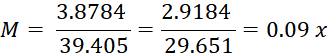 M = 3.8784/39.405 = 2.9184/29.651 = 0.09 x